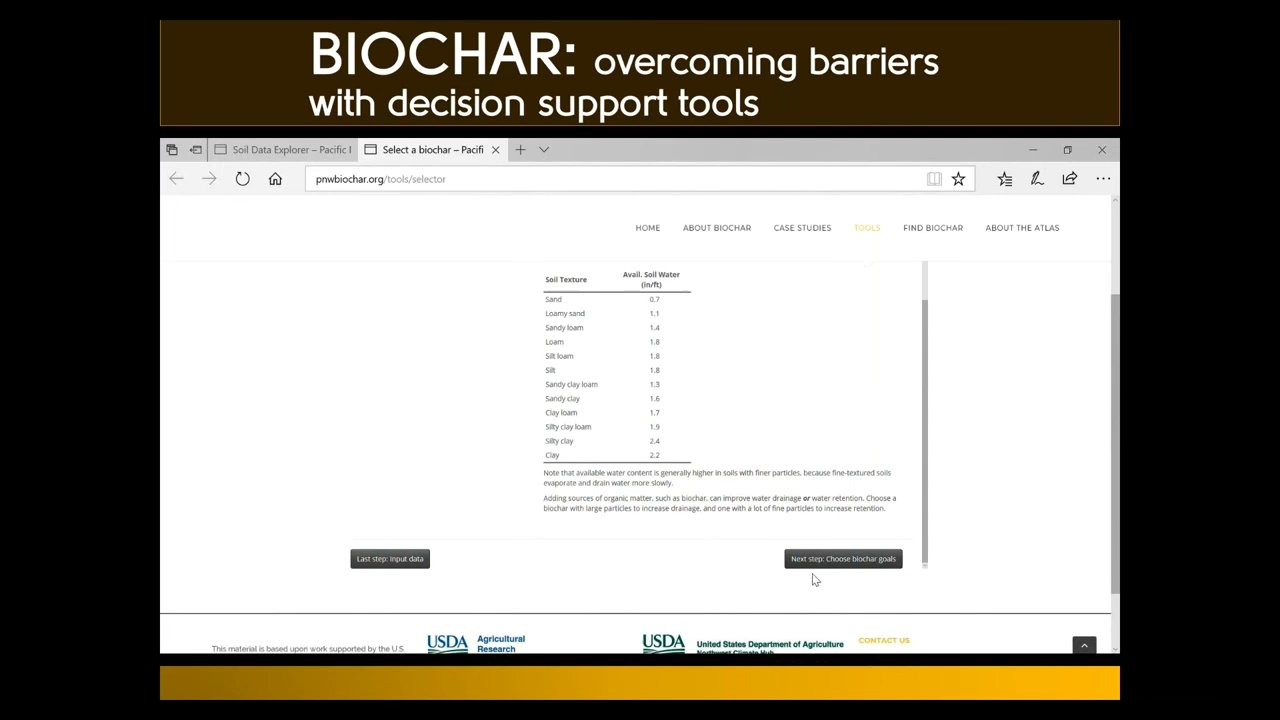 BIOCHAR: overcoming barriers
with decision support tools
Soil Data Explorer – Pacific
Select a biochar – Pacifi
pnwbiochar.org/tools/selector
HOME ABOUT BIOCHAR CASE STUDIES TOOLS FIND BIOCHAR ABOUT THE ATLAS
Soil Texture Avail. Soil Water
(in/ft)
Sand 0.7
Loamy sand 1.1
Sandy loam 1.4
Loam 1.8
Silt loam 1.8
Silt 1.8
Sandy clay loam 1.3
Sandy clay 1.6
Clay loam 1.7
Silty clay loam 1.9
Silty clay 2.4
Clay 2.2
Note that available water content is generally higher in soils with finer particles, because fine-textured soils
evaporate and drain water more slowly.
Adding sources of organic matter, such as biochar, can improve water drainage or water retention. Choose a
biochar with large particles to increase drainage, and one with a lot of fine particles to increase retention.
Last step: Input data Next step: Choose biochar goals
This material is based upon work supported by the U.S.
USDA Agricultural
Research
USDA United States Department of Agriculture
Northwest Climate Hub
CONTACT US